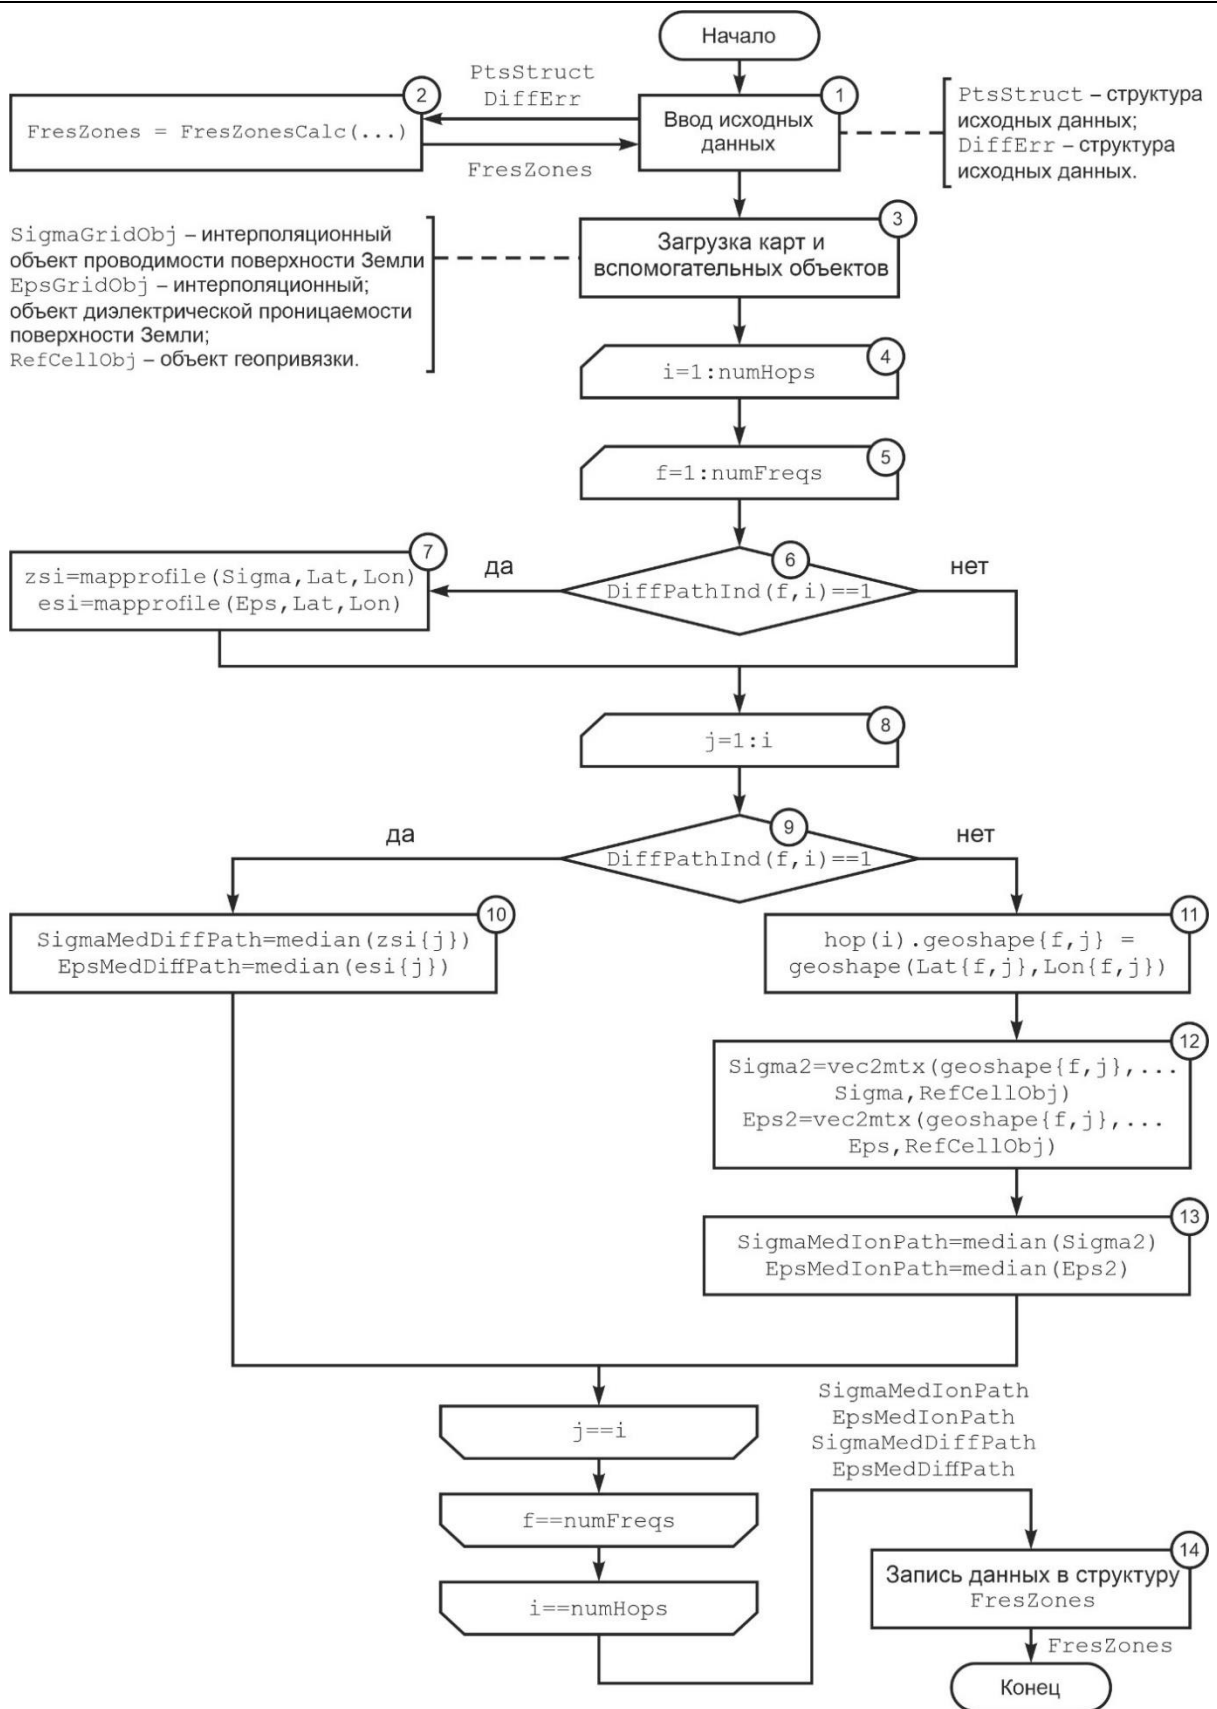 Начало
PtsStruct
DiffErr
2
FresZones = FresZonesCalc(...)
FresZones
1
Ввод исходных
данных
PtsStruct – структура
исходных данных;
DiffErr – структура
исходных данных.
SigmaGridObj – интерполяционный
объект проводимости поверхности Земли
EpsGridObj – интерполяционный;
объект диэлектрической проницаемости
поверхности Земли;
RefCellObj – объект геопривязки.
3
Загрузка карт и
вспомогательных объектов
4
i=1:numHops
5
f=1:numFreqs
6
DiffPathInd(f,i)==1
да
нет
7
zsi=mapprofile(Sigma,Lat,Lon)
esi=mapprofile(Eps,Lat,Lon)
8
j=1:i
9
DiffPathInd(f,i)==1
да
нет
10
SigmaMedDiffPath=median(zsi{j})
EpsMedDiffPath=median(esi{j})
11
hop(i).geoshape{f,j} =
geoshape(Lat{f,j},Lon{f,j})
12
Sigma2=vec2mtx(geoshape{f,j},...
Sigma,RefCellObj)
Eps2=vec2mtx(geoshape{f,j},...
Eps,RefCellObj)
13
SigmaMedIonPath=median(Sigma2)
EpsMedIonPath=median(Eps2)
j==i
f==numFreqs
i==numHops
SigmaMedIonPath
EpsMedIonPath
SigmaMedDiffPath
EpsMedDiffPath
14
Запись данных в структуру
FresZones
FresZones
Конец